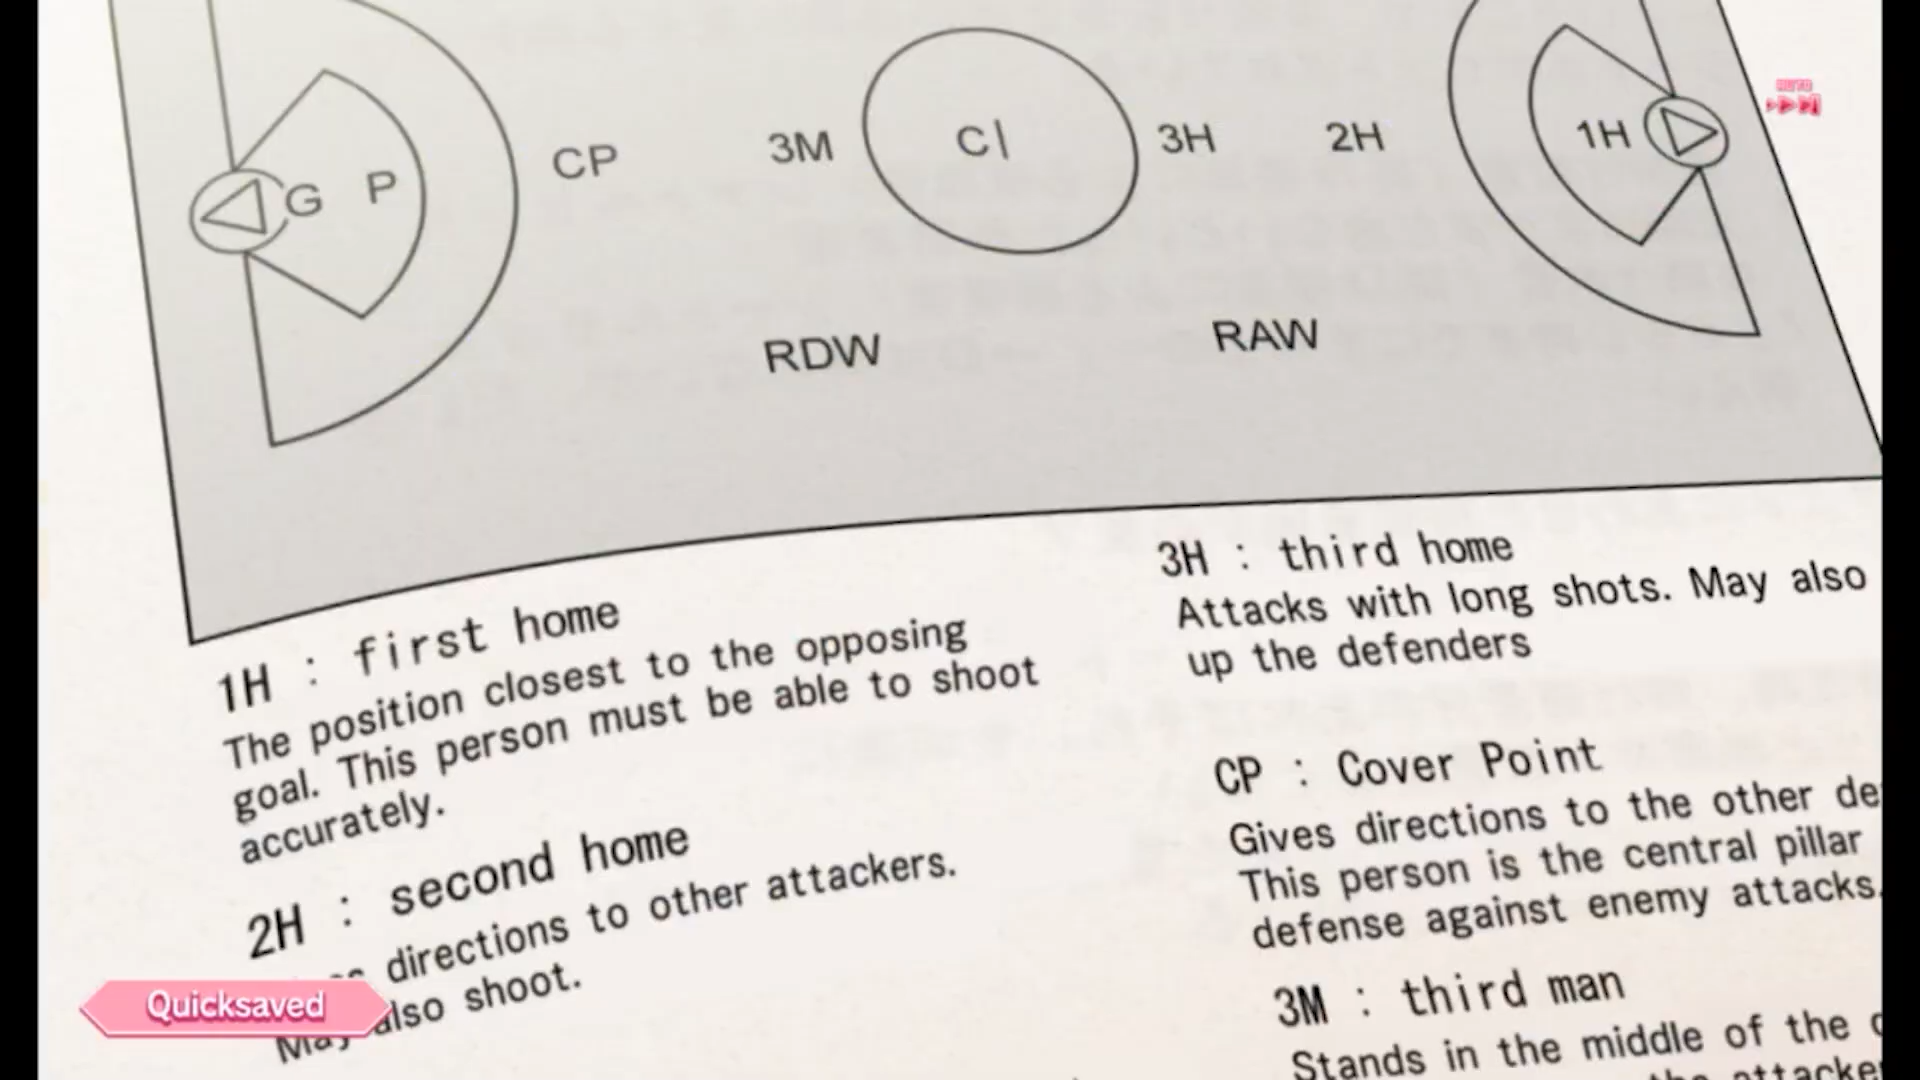 AUTO
G P CP 3M C| 3H 2H 1H
RDW RAW
1H : first home
The position closest to the opposing
goal. This person must be able to shoot
accurately.
2H : second home
directions to other attackers.
May also shoot.
3H : third home
Attacks with long shots. May also
up the defenders
CP : Cover Point
Gives directions to the other
This person is the central pillar
defense against enemy attacks.
3M : third man
Stands in the middle of the
the
Quicksaved